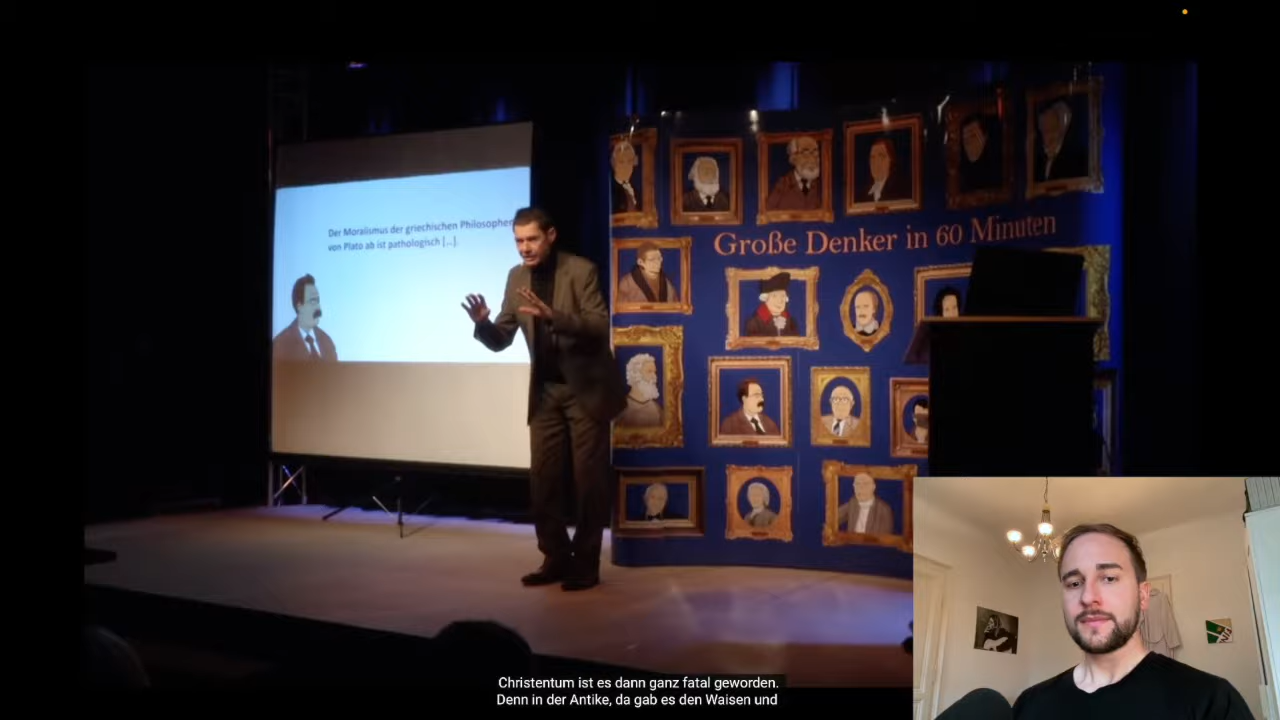 Der Moralismus der griechischen Philosophen
von Plato ab ist pathologisch [...].
Große Denker in 60 Minuten
Christentum ist es dann ganz fatal geworden.
Denn in der Antike, da gab es den Waisen und